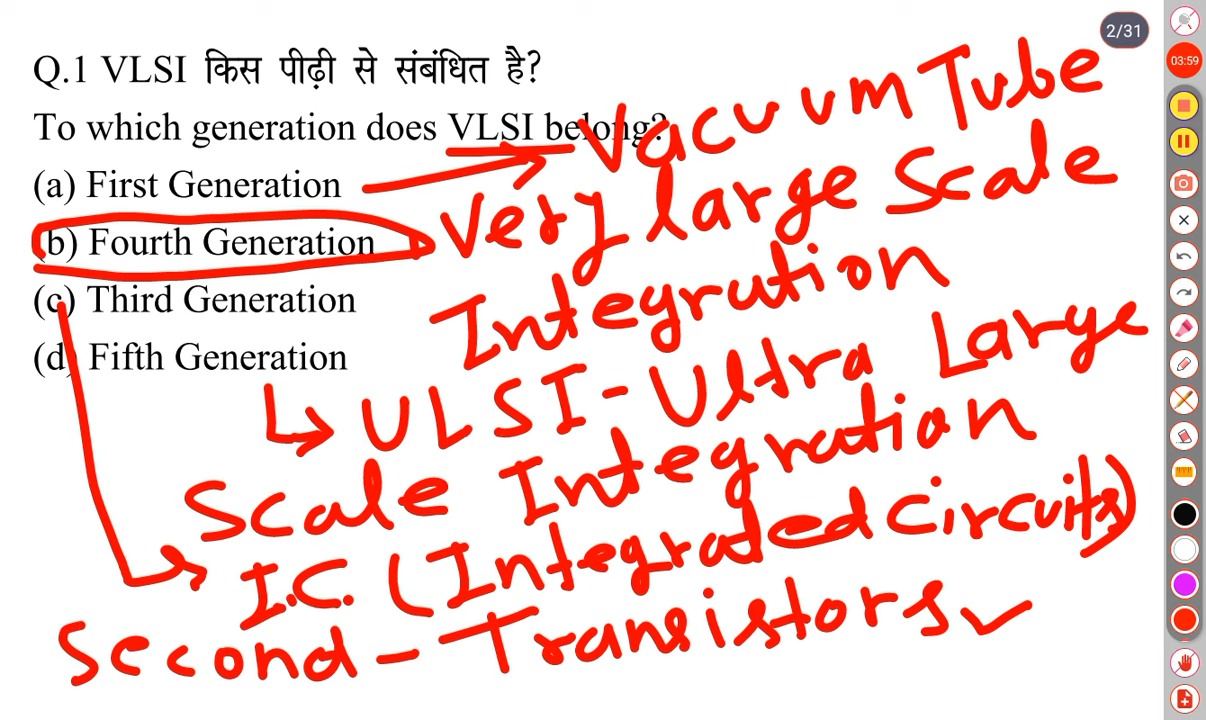 2/31
03:59
Q.1 VLSI किस पीढ़ी से संबंधित है?
To which generation does VLSI belong?
(a) First Generation
Vacuum Tube
(b) Fourth Generation
Very large Scale
Integration
(c) Third Generation
(d) Fifth Generation
ULSI - Ultra Large
Scale Integration
I.C. (Integrated circuits)
Second - Transistors